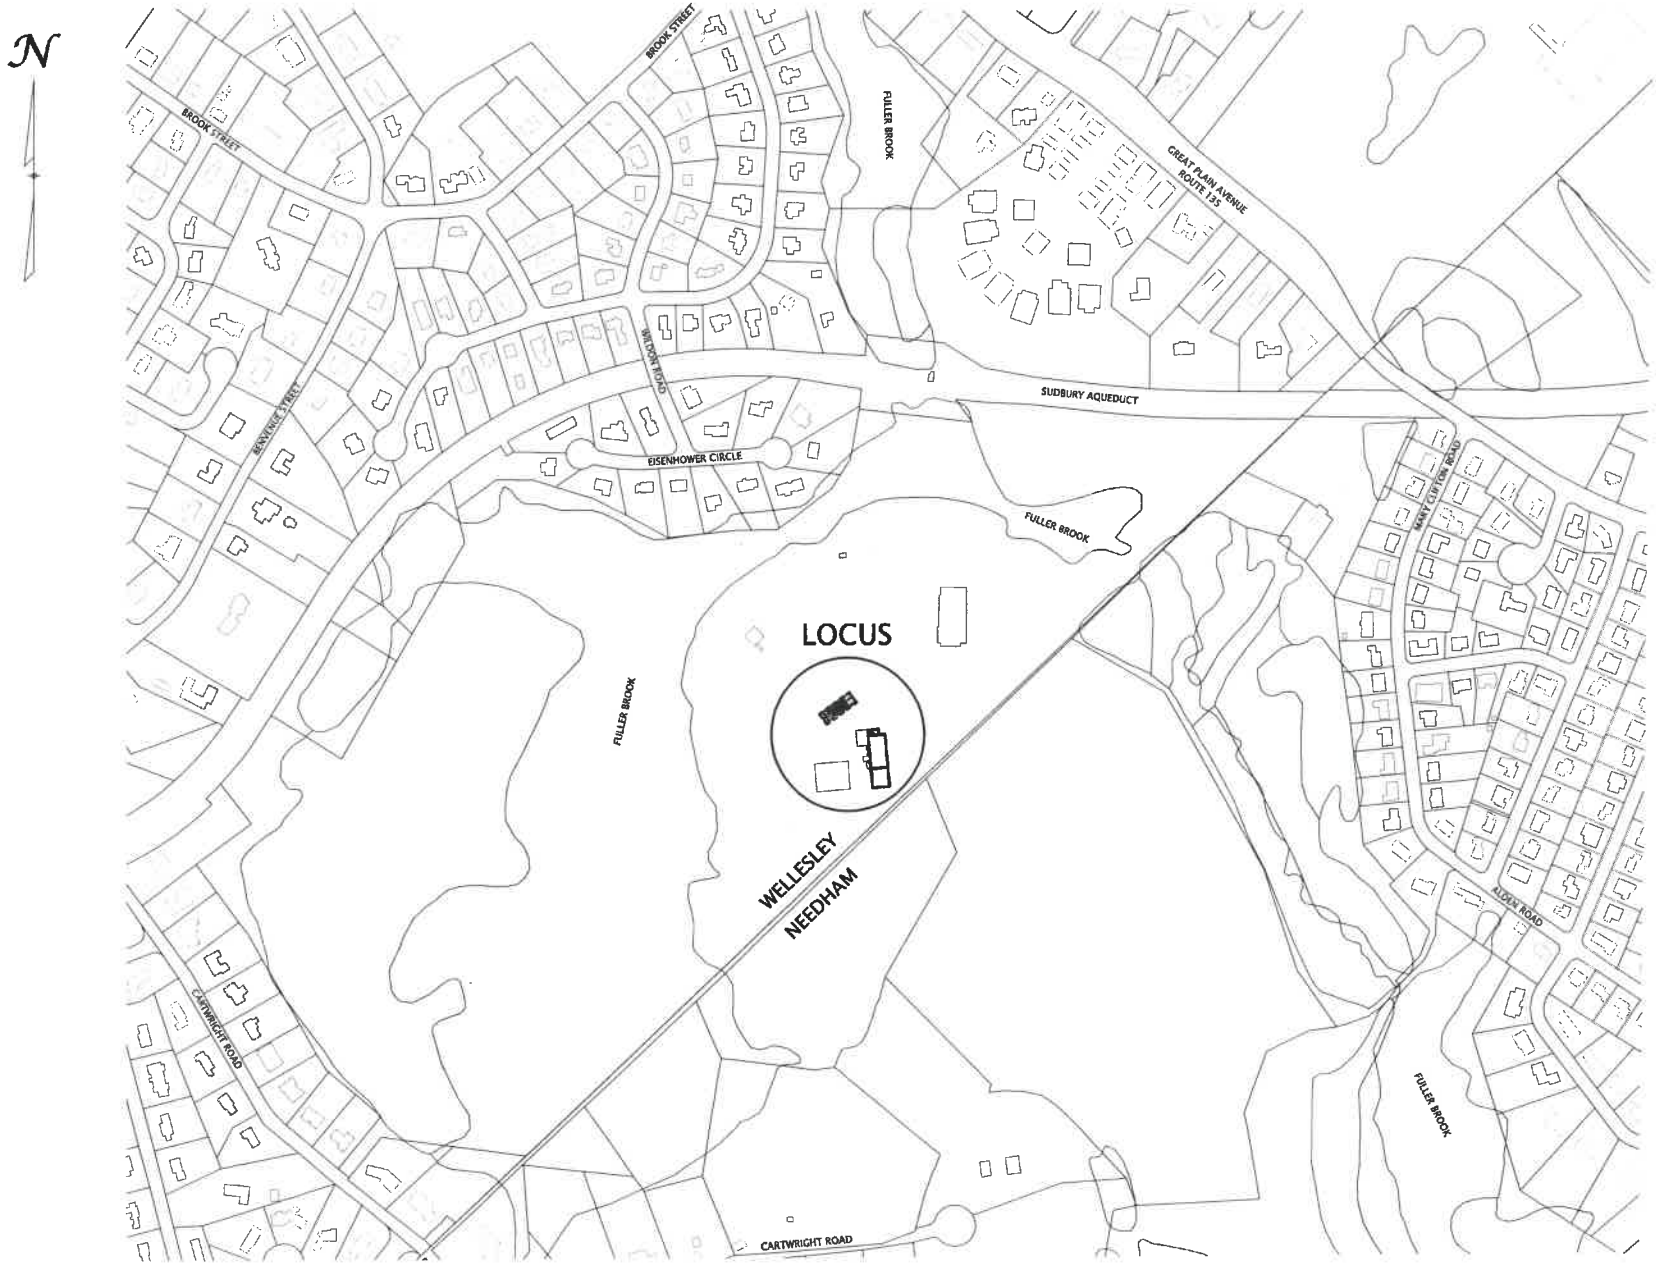 N
BROOK STREET
BROOK STREET
FULLER BROOK
GREAT PLAIN AVENUE
ROUTE 135
WILDON ROAD
SUDBURY AQUEDUCT
BENVENUE STREET
EISENHOWER CIRCLE
MARY CLIFTON ROAD
FULLER BROOK
LOCUS
FULLER BROOK
WELLESLEY
NEEDHAM
ALDEN ROAD
CARTWRIGHT ROAD
FULLER BROOK
CARTWRIGHT ROAD